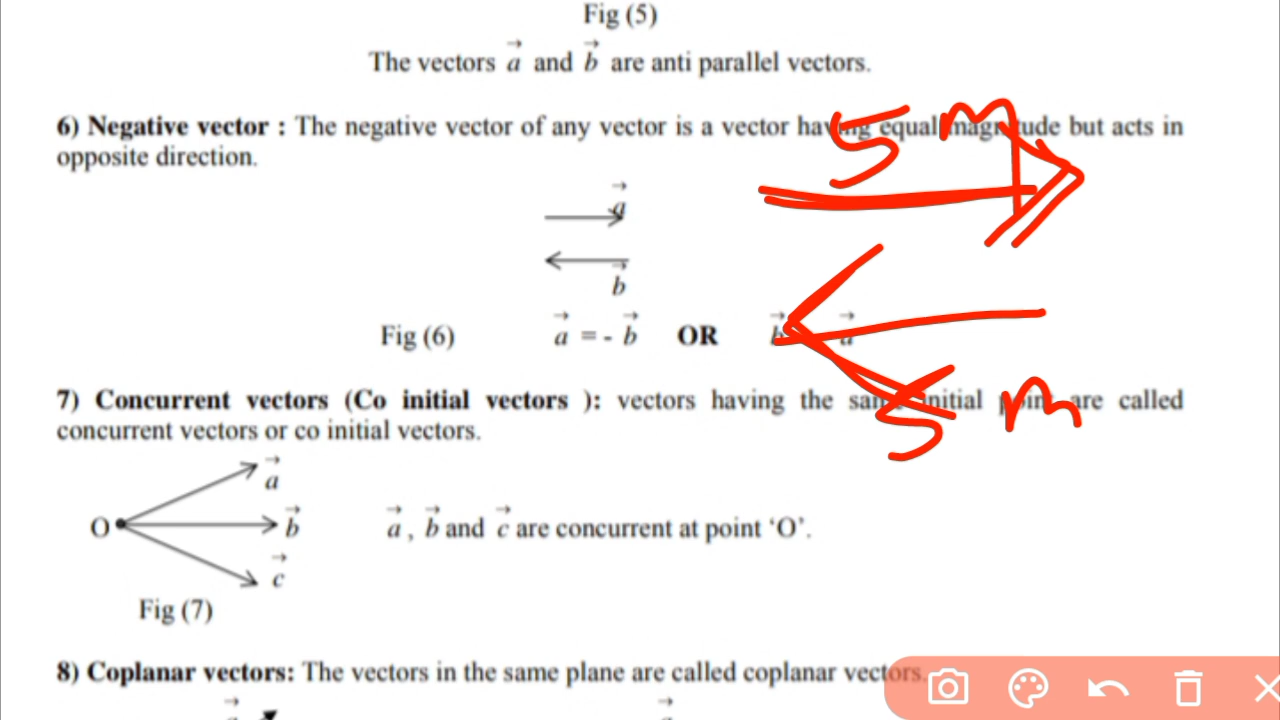 Fig (5)
The vectors a⃗ and b⃗ are anti parallel vectors.
6) Negative vector : The negative vector of any vector is a vector having equal magnitude but acts in
opposite direction.
5 m
a⃗
b⃗
Fig (6) a⃗ = - b⃗ OR
5 m
7) Concurrent vectors (Co initial vectors ): vectors having the same initial point are called
concurrent vectors or co initial vectors.
a⃗
O b⃗ a⃗ , b⃗ and c⃗ are concurrent at point ‘O’.
c⃗
Fig (7)
8) Coplanar vectors: The vectors in the same plane are called coplanar vectors.